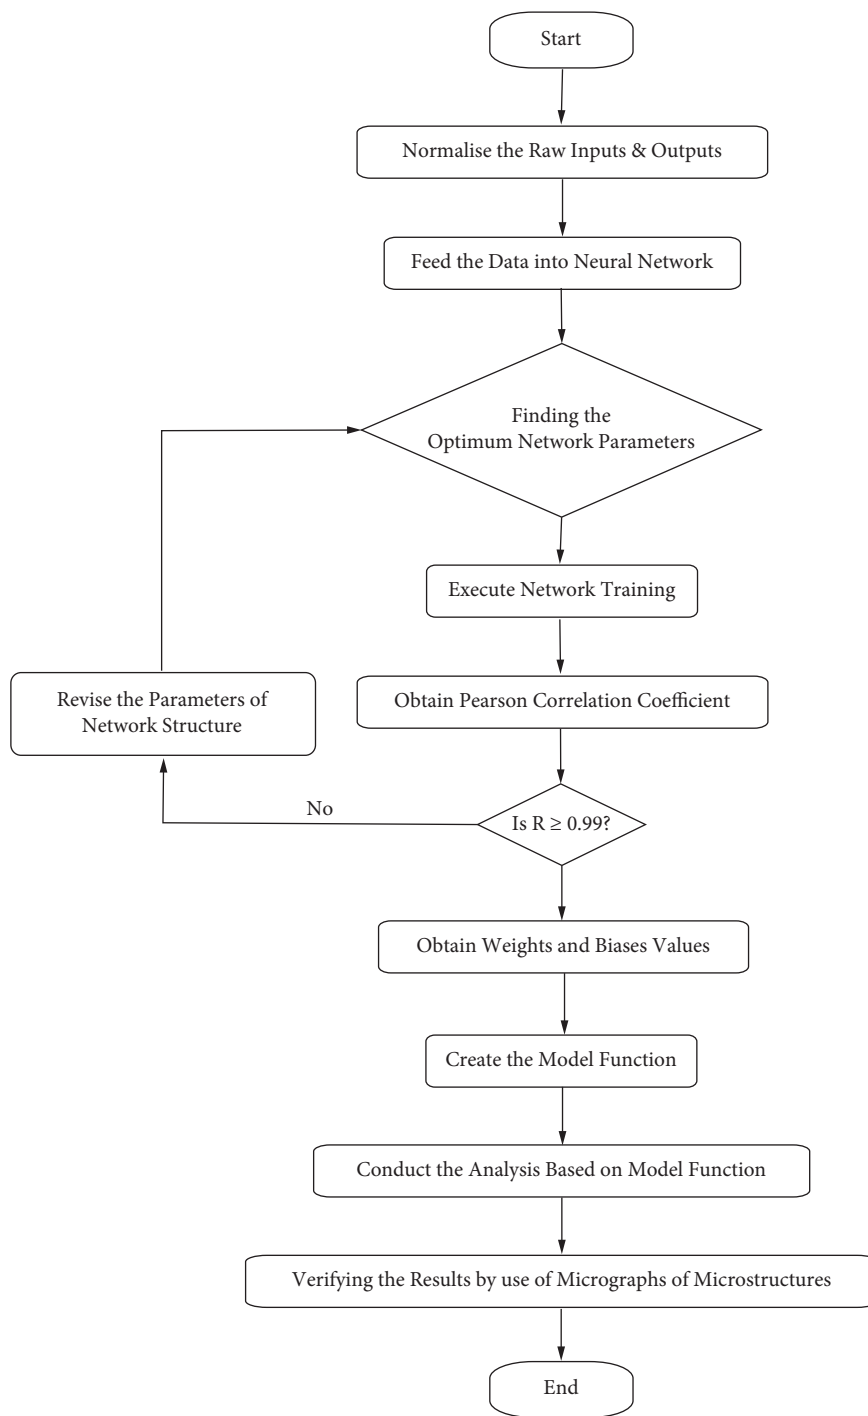 Start
Normalise the Raw Inputs & Outputs
Feed the Data into Neural Network
Finding the
Optimum Network Parameters
Execute Network Training
Revise the Parameters of
Network Structure
Obtain Pearson Correlation Coefficient
No
Is R ≥ 0.99?
Obtain Weights and Biases Values
Create the Model Function
Conduct the Analysis Based on Model Function
Verifying the Results by use of Micrographs of Microstructures
End